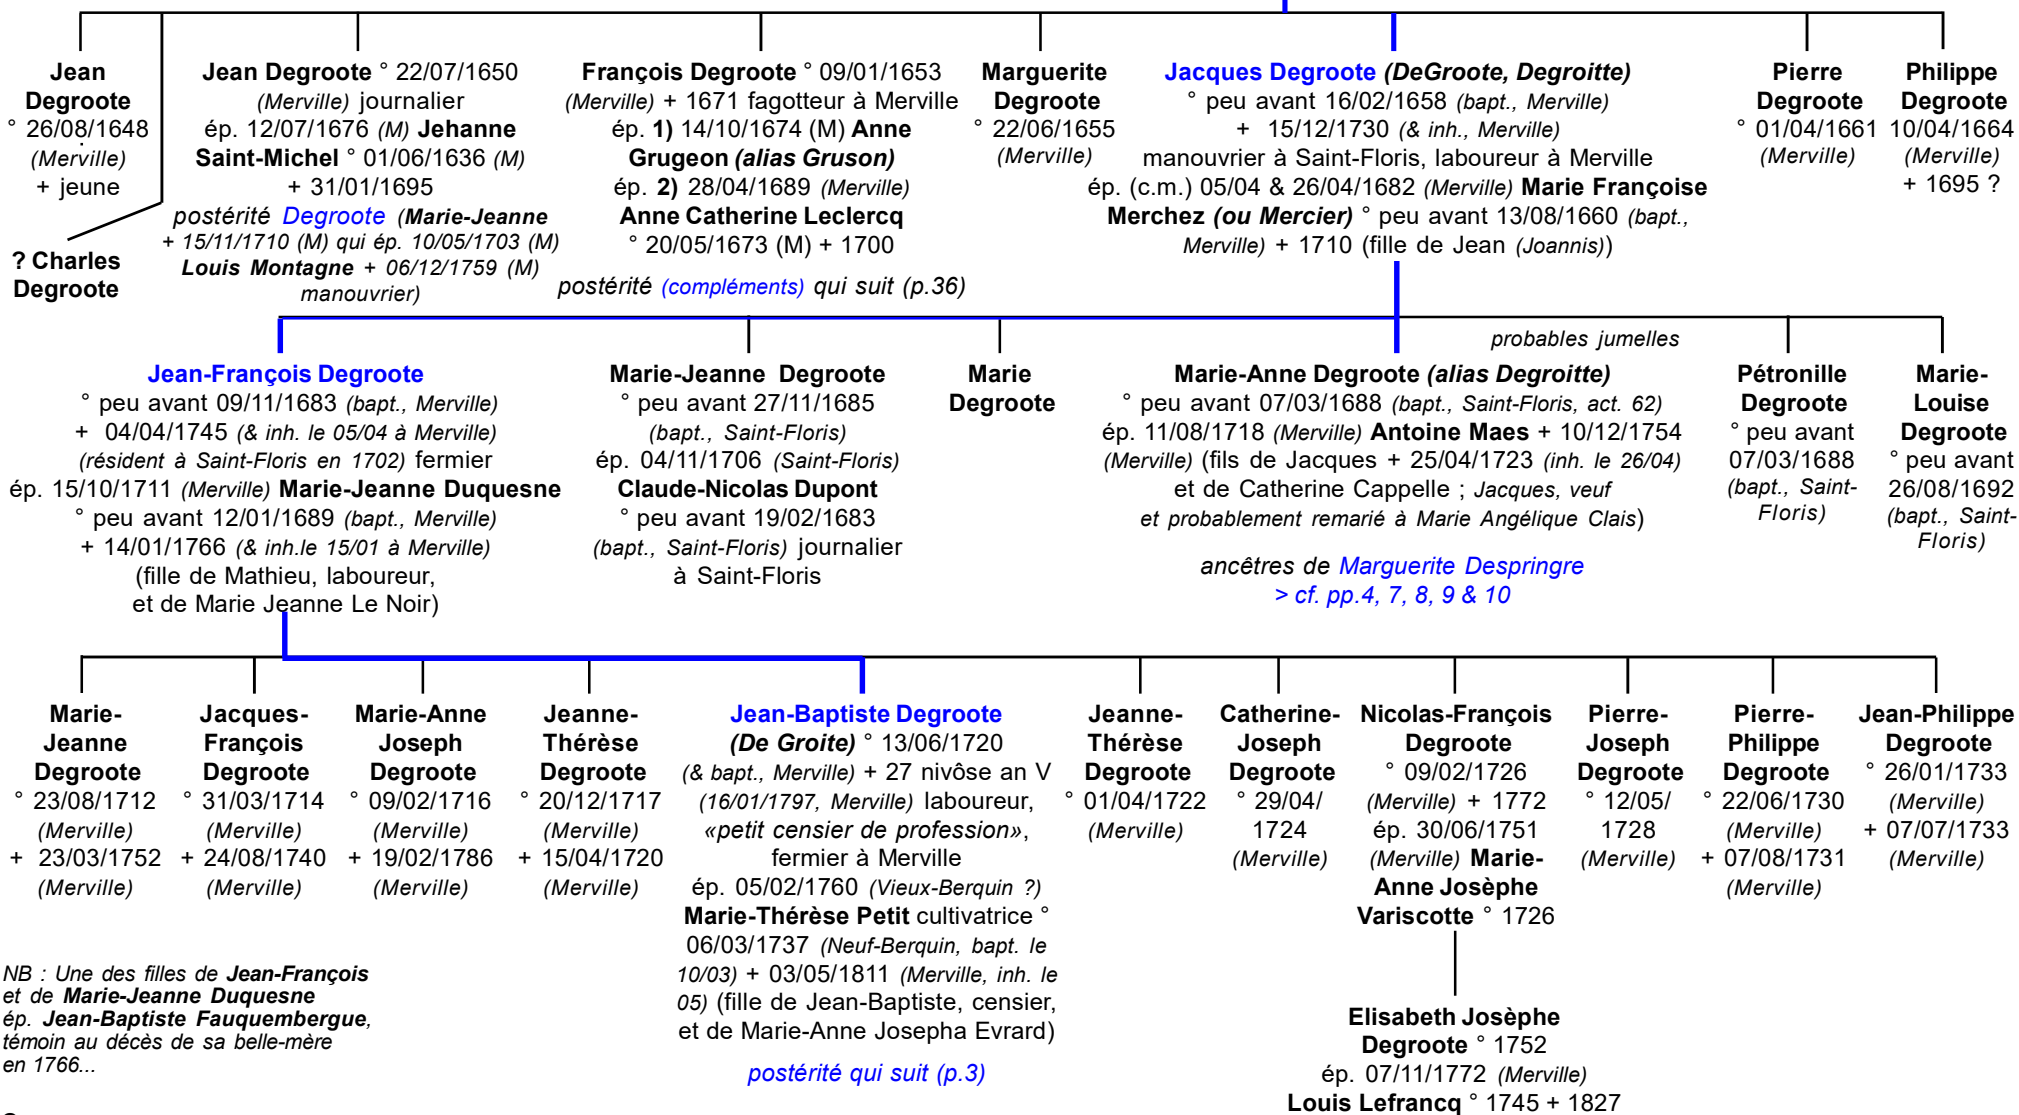 Jean
Degroote
° 26/08/1648
(Merville)
+ jeune
? Charles
Degroote
Jean Degroote ° 22/07/1650
(Merville) journalier
ép. 12/07/1676 (M) Jehanne
Saint-Michel ° 01/06/1636 (M)
+ 31/01/1695
postérité Degroote (Marie-Jeanne
+ 15/11/1710 (M) qui ép. 10/05/1703 (M)
Louis Montagne + 06/12/1759 (M)
manouvrier)
François Degroote ° 09/01/1653
(Merville) + 1671 fagotteur à Merville
ép. 1) 14/10/1674 (M) Anne
Grugeon (alias Gruson)
ép. 2) 28/04/1689 (Merville)
Anne Catherine Leclercq
° 20/05/1673 (M) + 1700
postérité (compléments) qui suit (p.36)
Marguerite
Degroote
° 22/06/1655
(Merville)
Jacques Degroote (DeGroote, Degroitte)
° peu avant 16/02/1658 (bapt., Merville)
+ 15/12/1730 (& inh., Merville)
manouvrier à Saint-Floris, laboureur à Merville
ép. (c.m.) 05/04 & 26/04/1682 (Merville) Marie Françoise
Merchez (ou Mercier) ° peu avant 13/08/1660 (bapt.,
Merville) + 1710 (fille de Jean (Joannis))
Pierre
Degroote
° 01/04/1661
(Merville)
Philippe
Degroote
10/04/1664
(Merville)
+ 1695 ?
Jean-François Degroote
° peu avant 09/11/1683 (bapt., Merville)
+ 04/04/1745 (& inh. le 05/04 à Merville)
(résident à Saint-Floris en 1702) fermier
ép. 15/10/1711 (Merville) Marie-Jeanne Duquesne
° peu avant 12/01/1689 (bapt., Merville)
+ 14/01/1766 (& inh.le 15/01 à Merville)
(fille de Mathieu, laboureur,
et de Marie Jeanne Le Noir)
Marie-Jeanne Degroote
° peu avant 27/11/1685
(bapt., Saint-Floris)
ép. 04/11/1706 (Saint-Floris)
Claude-Nicolas Dupont
° peu avant 19/02/1683
(bapt., Saint-Floris) journalier
à Saint-Floris
Marie
Degroote
probables jumelles
Marie-Anne Degroote (alias Degroitte)
° peu avant 07/03/1688 (bapt., Saint-Floris, act. 62)
ép. 11/08/1718 (Merville) Antoine Maes + 10/12/1754
(Merville) (fils de Jacques + 25/04/1723 (inh. le 26/04)
et de Catherine Cappelle ; Jacques, veuf
et probablement remarié à Marie Angélique Clais)
ancêtres de Marguerite Despringre
> cf. pp.4, 7, 8, 9 & 10
Pétronille
Degroote
° peu avant
07/03/1688
(bapt., Saint-
Floris)
Marie-
Louise
Degroote
° peu avant
26/08/1692
(bapt., Saint-
Floris)
Marie-
Jeanne
Degroote
° 23/08/1712
(Merville)
+ 23/03/1752
(Merville)
Jacques-
François
Degroote
° 31/03/1714
(Merville)
+ 24/08/1740
(Merville)
Marie-Anne
Joseph
Degroote
° 09/02/1716
(Merville)
+ 19/02/1786
(Merville)
Jeanne-
Thérèse
Degroote
° 20/12/1717
(Merville)
+ 15/04/1720
(Merville)
Jean-Baptiste Degroote
(De Groite) ° 13/06/1720
(& bapt., Merville) + 27 nivôse an V
(16/01/1797, Merville) laboureur,
«petit censier de profession»,
fermier à Merville
ép. 05/02/1760 (Vieux-Berquin ?)
Marie-Thérèse Petit cultivatrice °
06/03/1737 (Neuf-Berquin, bapt. le
10/03) + 03/05/1811 (Merville, inh. le
05) (fille de Jean-Baptiste, censier,
et de Marie-Anne Josepha Evrard)
postérité qui suit (p.3)
Jeanne-
Thérèse
Degroote
° 01/04/1722
(Merville)
Catherine-
Joseph
Degroote
° 29/04/
1724
(Merville)
Nicolas-François
Degroote
° 09/02/1726
(Merville) + 1772
ép. 30/06/1751
(Merville) Marie-
Anne Josèphe
Variscotte ° 1726
Elisabeth Josèphe
Degroote ° 1752
ép. 07/11/1772 (Merville)
Louis Lefrancq ° 1745 + 1827
Pierre-
Joseph
Degroote
° 12/05/
1728
(Merville)
Pierre-
Philippe
Degroote
° 22/06/1730
(Merville)
+ 07/08/1731
(Merville)
Jean-Philippe
Degroote
° 26/01/1733
(Merville)
+ 07/07/1733
(Merville)
NB : Une des filles de Jean-François
et de Marie-Jeanne Duquesne
ép. Jean-Baptiste Fauquembergue,
témoin au décès de sa belle-mère
en 1766...